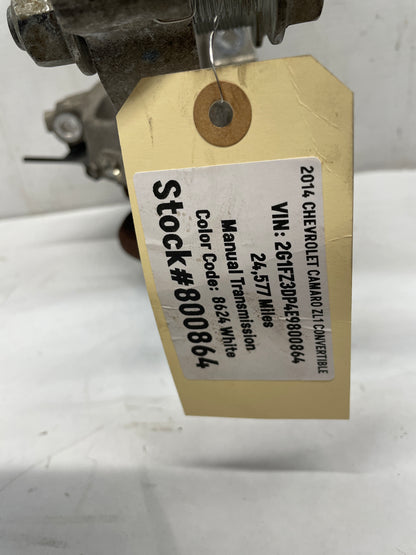 2014 CHEVROLET CAMARO ZL1 CONVERTIBLE
VIN: 2G1FZ3DP4E9800864
24,577 Miles
Manual Transmission
Color Code: 8624 White
Stock#800864